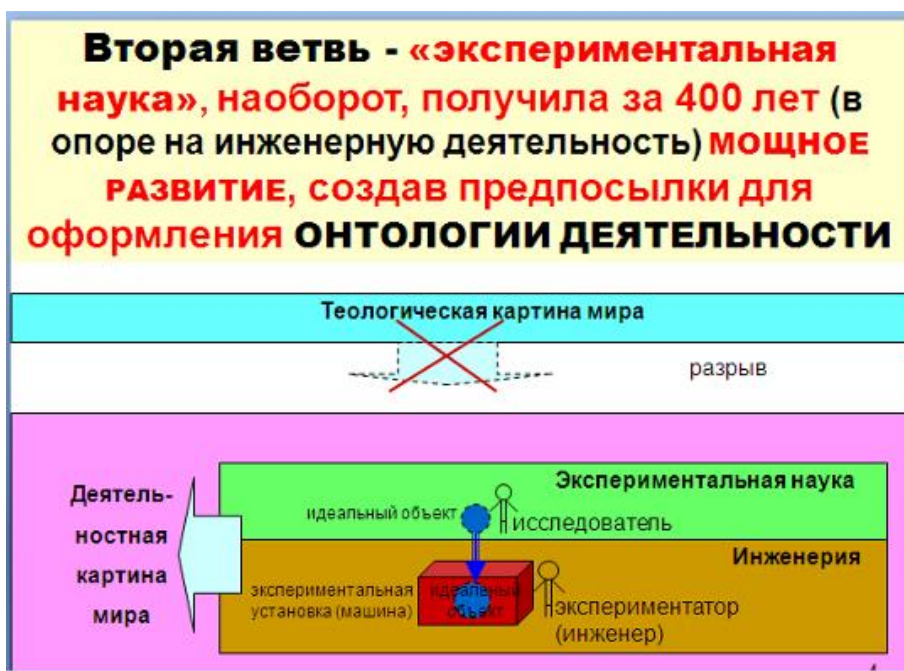 Вторая ветвь - «экспериментальная
наука», наоборот, получила за 400 лет (в
опоре на инженерную деятельность) МОЩНОЕ
РАЗВИТИЕ, создав предпосылки для
оформления ОНТОЛОГИИ ДЕЯТЕЛЬНОСТИ
Теологическая картина мира
разрыв
Деятель-
ностная
картина
мира
Экспериментальная наука
идеальный объект
исследователь
Инженерия
экспериментальная
установка (машина)
идеальный
объект
экспериментатор
(инженер)